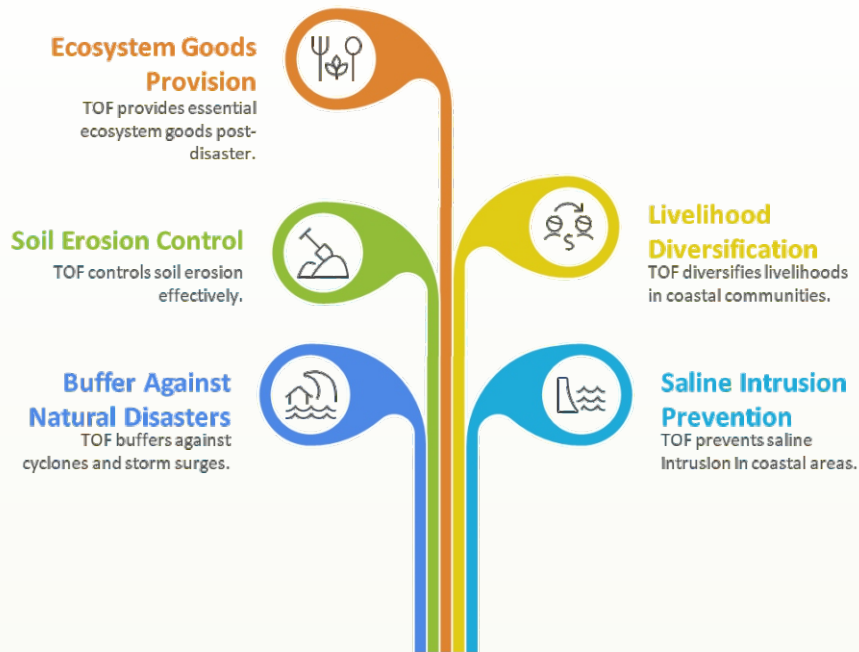 Ecosystem Goods
Provision
TOF provides essential
ecosystem goods post-
disaster.
Soil Erosion Control
TOF controls soil erosion
effectively.
Livelihood
Diversification
TOF diversifies livelihoods
in coastal communities.
Buffer Against
Natural Disasters
TOF buffers against
cyclones and storm surges.
Saline Intrusion
Prevention
TOF prevents saline
intrusion in coastal areas.
$